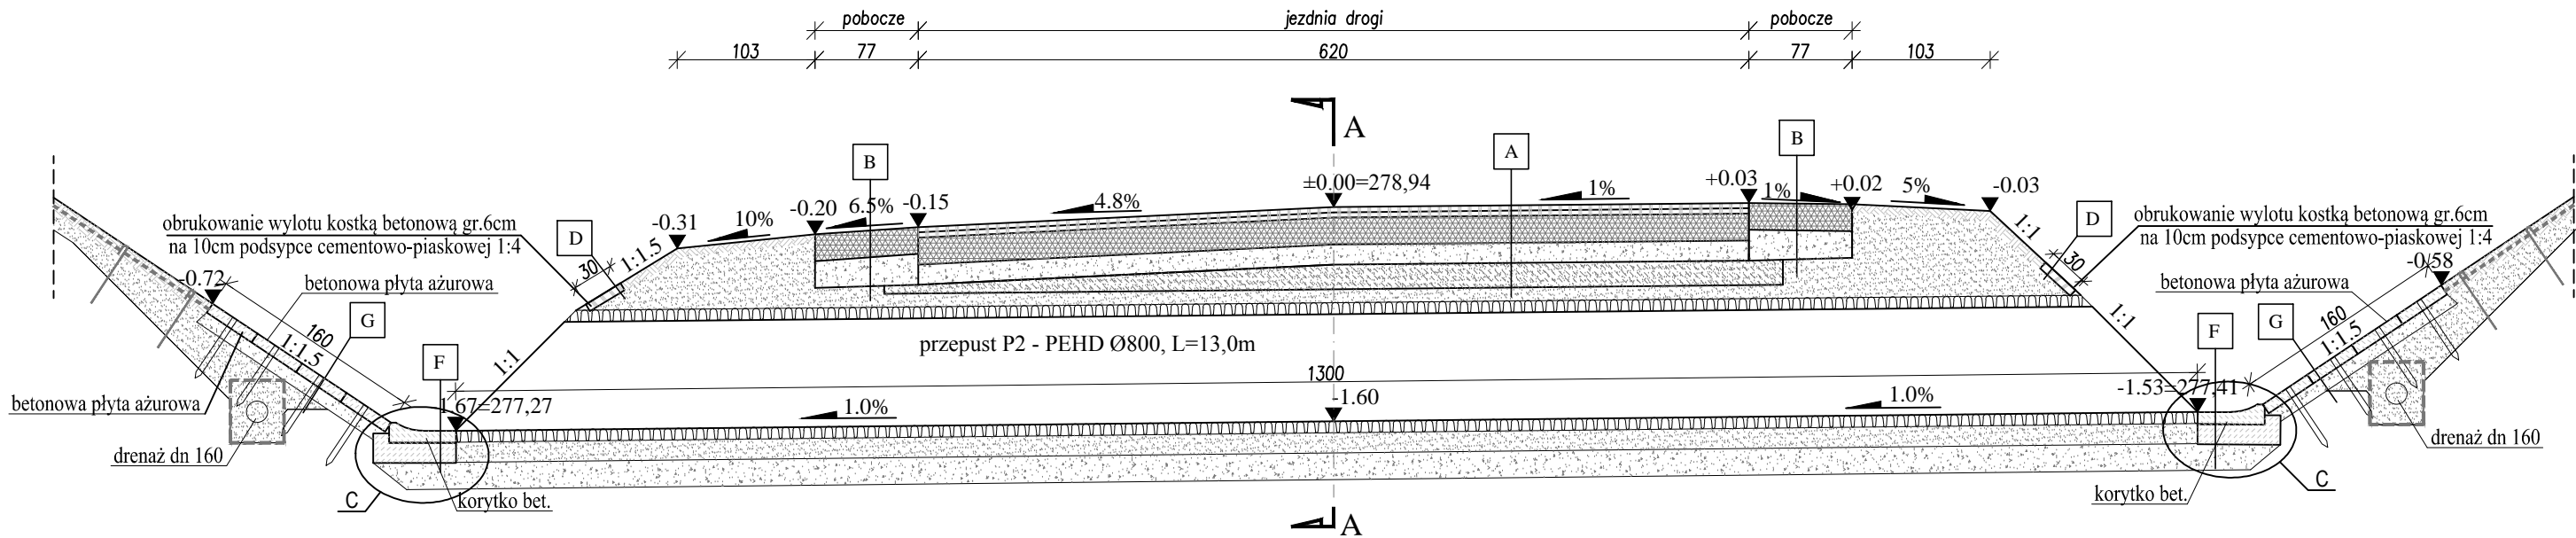 pobocze
jezdnia drogi
pobocze
103
77
620
77
103
A
B
A
B
±0.00=278,94
+0.03
1%
+0.02
5%
-0.03
1%
4.8%
-0.15
6.5%
-0.20
10%
-0.31
obrukowanie wylotu kostką betonową gr.6cm
na 10cm podsypce cementowo-piaskowej 1:4
D
30
1:1.5
1:1
D
30
obrukowanie wylotu kostką betonową gr.6cm
na 10cm podsypce cementowo-piaskowej 1:4
-0.72
betonowa płyta ażurowa
G
160
1:1.5
F
1:1
-0.58
betonowa płyta ażurowa
G
160
1:1.5
F
1:1
przepust P2 - PEHD Ø800, L=13,0m
1300
betonowa płyta ażurowa
1.67=277,27
1.0%
-1.60
1.0%
-1.53=277,41
drenaż dn 160
drenaż dn 160
C
korytko bet.
korytko bet.
C
A